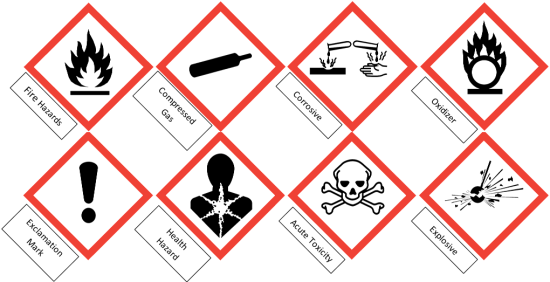 Fire Hazards
Compressed
Gas
Corrosive
Oxidizer
Exclamation
Mark
Health
Hazard
Acute Toxicity
Explosive